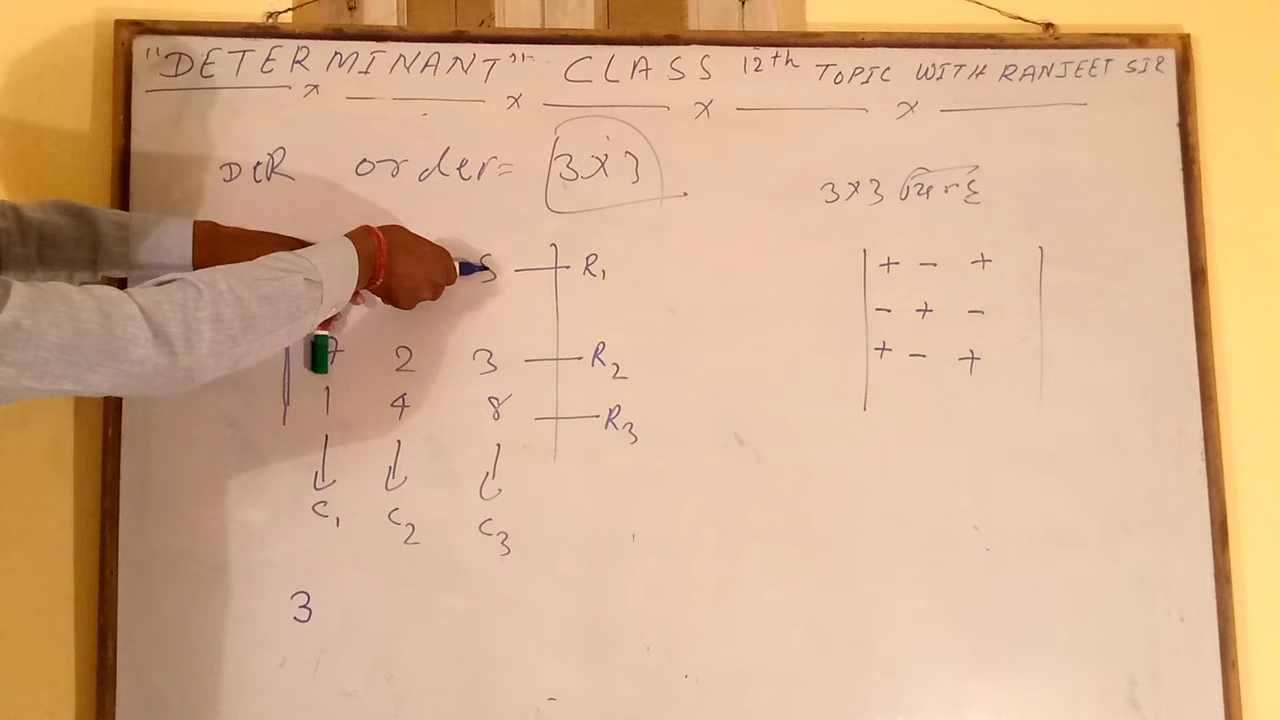 "DETERMINANT" CLASS 12th TOPIC WITH RANJEET SIR
x x x x
order= 3x3
3x3
5 — R1
+ - +
- + -
7 2 3 — R2
+ - +
1 4 8 — R3
C1 C2 C3
3